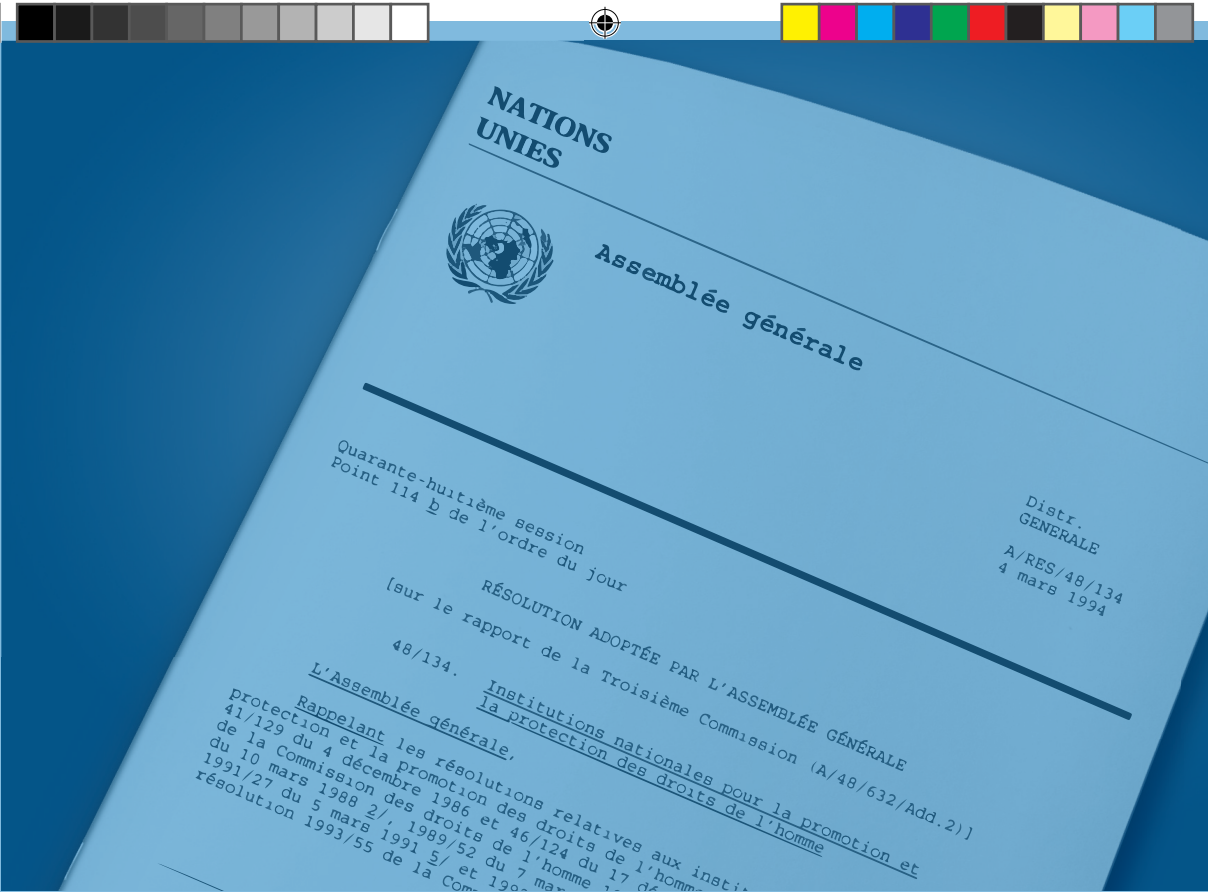 NATIONS
UNIES
Assemblée générale
Distr.
GENERALE
A/RES/48/134
4 mars 1994
Quarante-huitième session
Point 114 b de l'ordre du jour
RÉSOLUTION ADOPTÉE PAR L'ASSEMBLÉE GÉNÉRALE
[sur le rapport de la Troisième Commission (A/48/632/Add.2)]
48/134. Institutions nationales pour la promotion et
la protection des droits de l'homme
L'Assemblée générale,
Rappelant les résolutions relatives aux
protection et la promotion des droits de l'homme
41/129 du 4 décembre 1986 et 46/124 du 17
de la Commission des droits de l'homme
du 10 mars 1988 2/, 1989/52 du 7
1991/27 du 5 mars 1991 5/ et
résolution 1993/55 de la